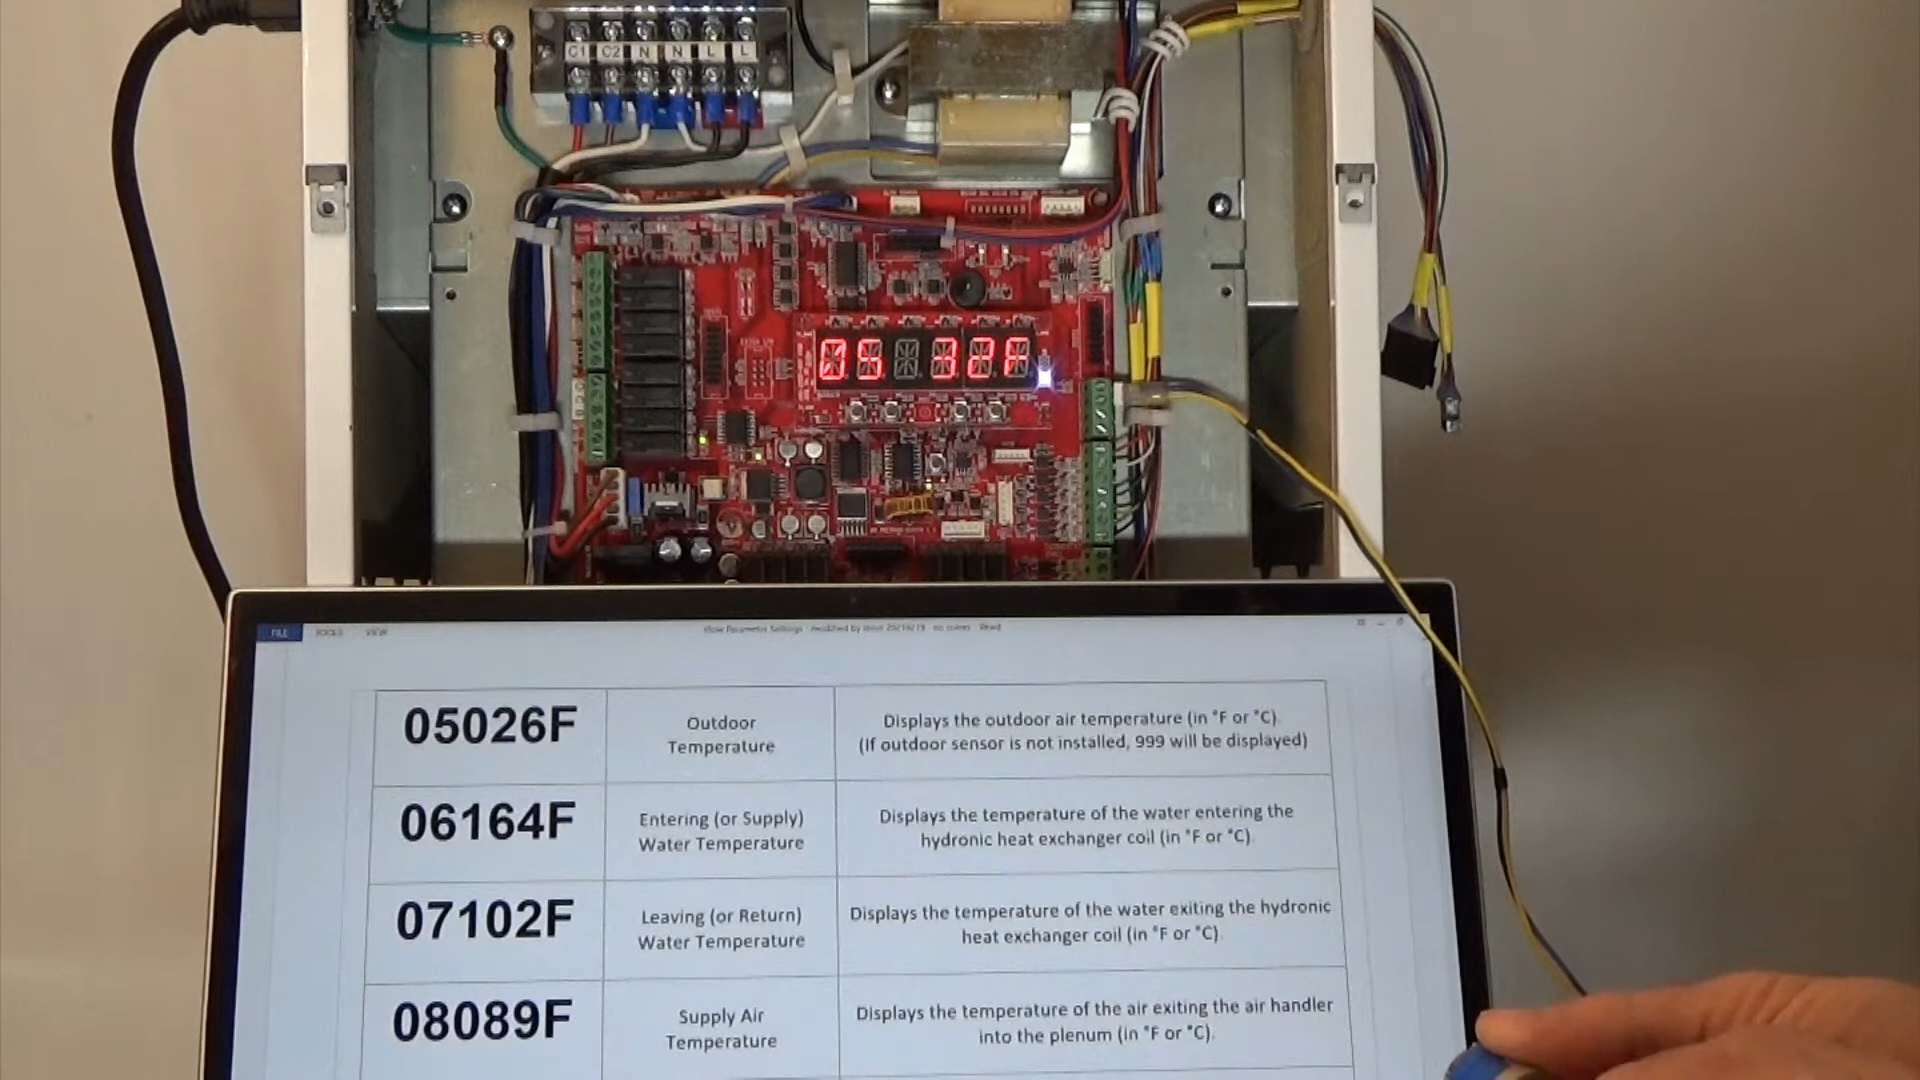 C1 C2 N N L L
05 32F
FILE TOOLS VIEW
05026F
Outdoor
Temperature
Displays the outdoor air temperature (in °F or °C).
(If outdoor sensor is not installed, 999 will be displayed)
06164F
Entering (or Supply)
Water Temperature
Displays the temperature of the water entering the
hydronic heat exchanger coil (in °F or °C).
07102F
Leaving (or Return)
Water Temperature
Displays the temperature of the water exiting the hydronic
heat exchanger coil (in °F or °C).
08089F
Supply Air
Temperature
Displays the temperature of the air exiting the air handler
into the plenum (in °F or °C).